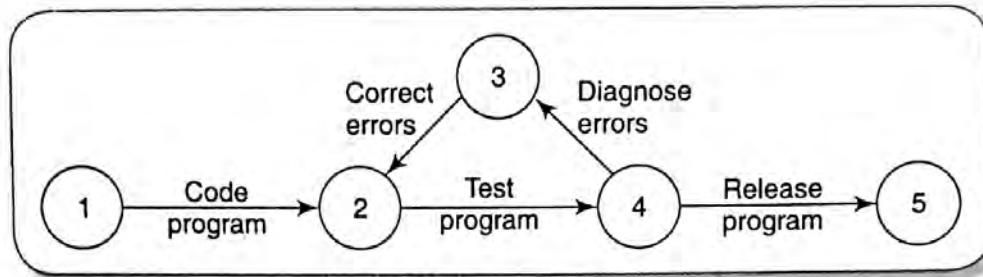 3
Correct
errors
Diagnose
errors
1
Code
program
2
Test
program
4
Release
program
5